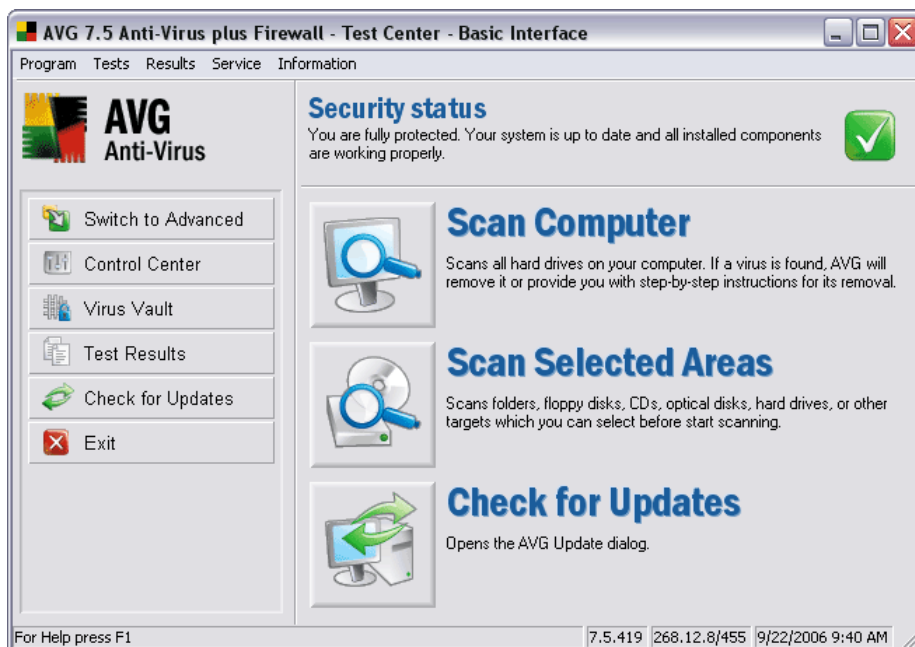 AVG 7.5 Anti-Virus plus Firewall - Test Center - Basic Interface
Program Tests Results Service Information
AVG
Anti-Virus
Switch to Advanced
Control Center
Virus Vault
Test Results
Check for Updates
Exit
Security status
You are fully protected. Your system is up to date and all installed components
are working properly.
Scan Computer
Scans all hard drives on your computer. If a virus is found, AVG will
remove it or provide you with step-by-step instructions for its removal.
Scan Selected Areas
Scans folders, floppy disks, CDs, optical disks, hard drives, or other
targets which you can select before start scanning.
Check for Updates
Opens the AVG Update dialog.
For Help press F1
7.5.419 268.12.8/455 9/22/2006 9:40 AM